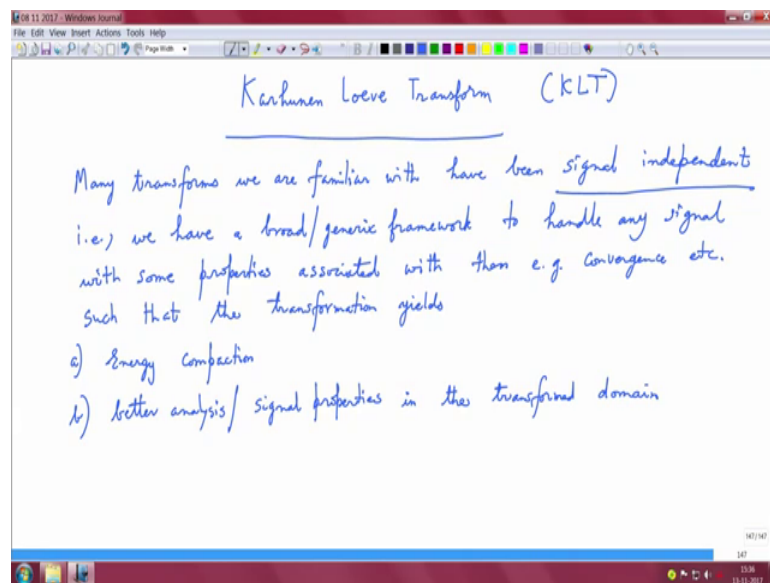 08 11 2017 - Windows Journal
File Edit View Insert Actions Tools Help
Page Width
Karhunen Loeve Transform (KLT)
Many transforms we are familiar with have been signal independent
i.e., we have a broad/generic framework to handle any signal
with some properties associated with them e.g. convergence etc.
such that the transformation yields
a) Energy compaction
b) better analysis/ signal properties in the transformed domain
147/147
147
15:36
13-11-2017